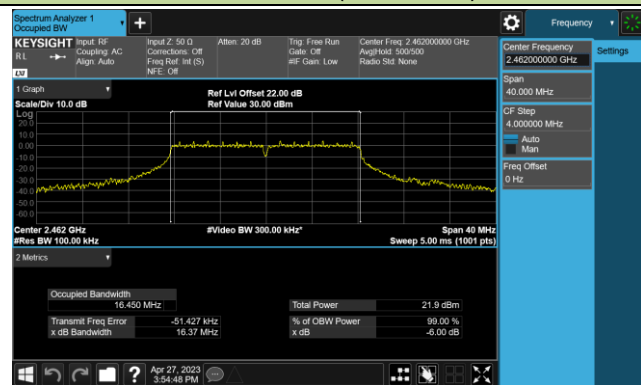 Spectrum Analyzer 1
Occupied BW
Frequency
KEYSIGHT
Input: RF
Coupling: AC
Align: Auto
Input Z: 50 Ω
Corrections: Off
Freq Ref: Int (S)
NFE: Off
Atten: 20 dB
Trig: Free Run
Gate: Off
#IF Gain: Low
Center Freq: 2.462000000 GHz
Avg|Hold: 500/500
Radio Std: None
R L
LXI
1 Graph
Scale/Div 10.0 dB
Ref Lvl Offset 22.00 dB
Ref Value 30.00 dBm
Log
20.0
10.0
0.00
-10.0
-20.0
-30.0
-40.0
-50.0
-60.0
Center 2.462 GHz
#Video BW 300.00 kHz*
Span 40 MHz
#Res BW 100.00 kHz
Sweep 5.00 ms (1001 pts)
2 Metrics
Occupied Bandwidth
16.450 MHz
Total Power
21.9 dBm
Transmit Freq Error
-51.427 kHz
% of OBW Power
99.00 %
x dB Bandwidth
16.37 MHz
x dB
-6.00 dB
Apr 27, 2023
3:54:48 PM
Center Frequency
2.462000000 GHz
Settings
Span
40.000 MHz
CF Step
4.000000 MHz
Auto
Man
Freq Offset
0 Hz